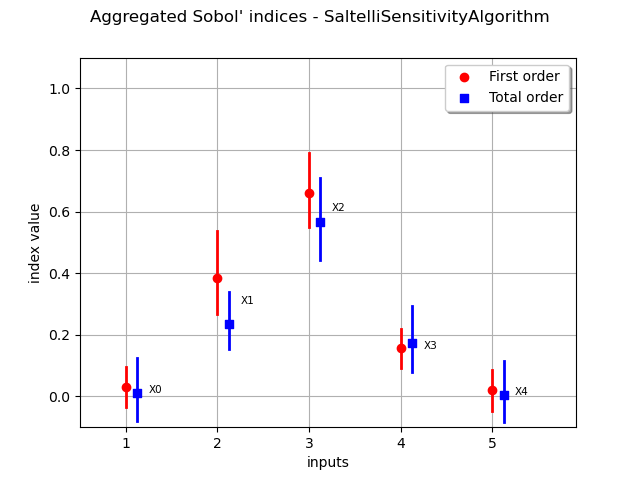 Aggregated Sobol' indices - SaltelliSensitivityAlgorithm
First order
Total order
1.0
0.8
0.6
0.4
0.2
0.0
index value
X0
X1
X2
X3
X4
1 2 3 4 5
inputs